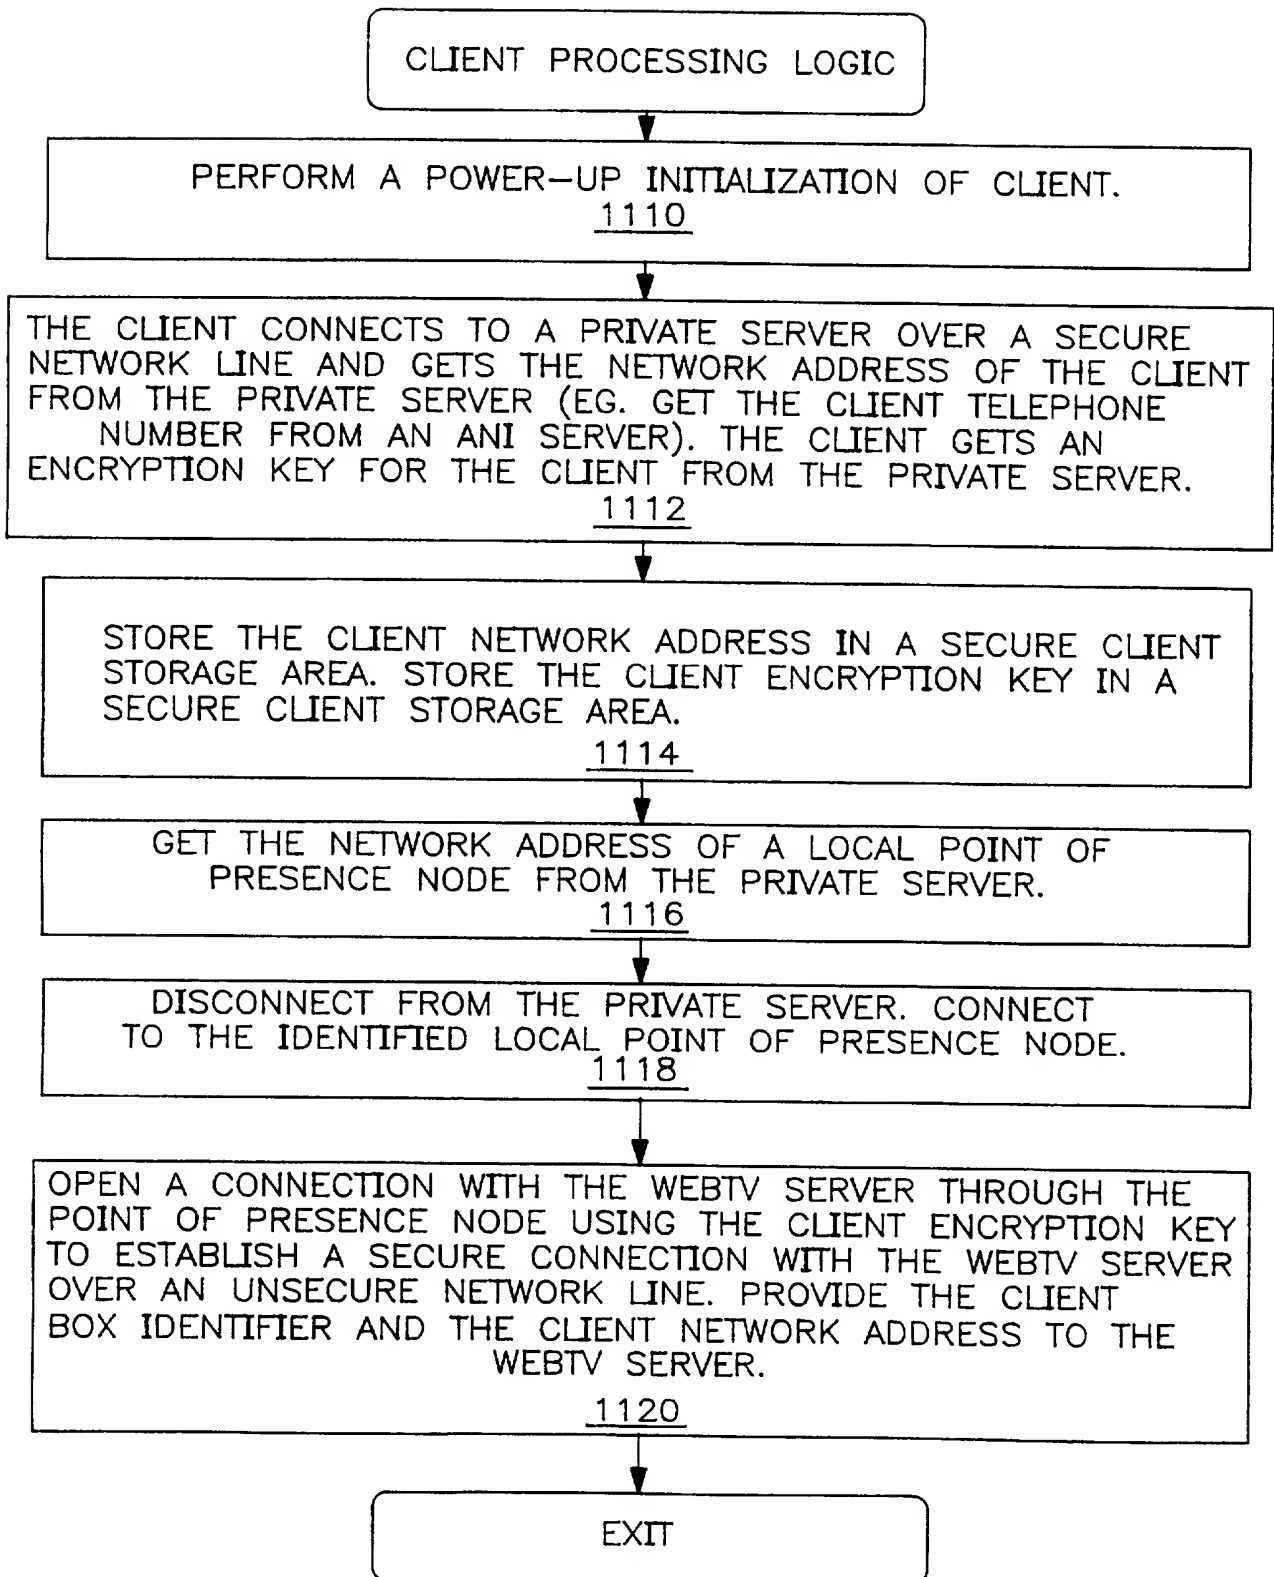 CLIENT PROCESSING LOGIC
PERFORM A POWER-UP INITIALIZATION OF CLIENT.
1110
THE CLIENT CONNECTS TO A PRIVATE SERVER OVER A SECURE
NETWORK LINE AND GETS THE NETWORK ADDRESS OF THE CLIENT
FROM THE PRIVATE SERVER (EG. GET THE CLIENT TELEPHONE
NUMBER FROM AN ANI SERVER). THE CLIENT GETS AN
ENCRYPTION KEY FOR THE CLIENT FROM THE PRIVATE SERVER.
1112
STORE THE CLIENT NETWORK ADDRESS IN A SECURE CLIENT
STORAGE AREA. STORE THE CLIENT ENCRYPTION KEY IN A
SECURE CLIENT STORAGE AREA.
1114
GET THE NETWORK ADDRESS OF A LOCAL POINT OF
PRESENCE NODE FROM THE PRIVATE SERVER.
1116
DISCONNECT FROM THE PRIVATE SERVER. CONNECT
TO THE IDENTIFIED LOCAL POINT OF PRESENCE NODE.
1118
OPEN A CONNECTION WITH THE WEBTV SERVER THROUGH THE
POINT OF PRESENCE NODE USING THE CLIENT ENCRYPTION KEY
TO ESTABLISH A SECURE CONNECTION WITH THE WEBTV SERVER
OVER AN UNSECURE NETWORK LINE. PROVIDE THE CLIENT
BOX IDENTIFIER AND THE CLIENT NETWORK ADDRESS TO THE
WEBTV SERVER.
1120
EXIT